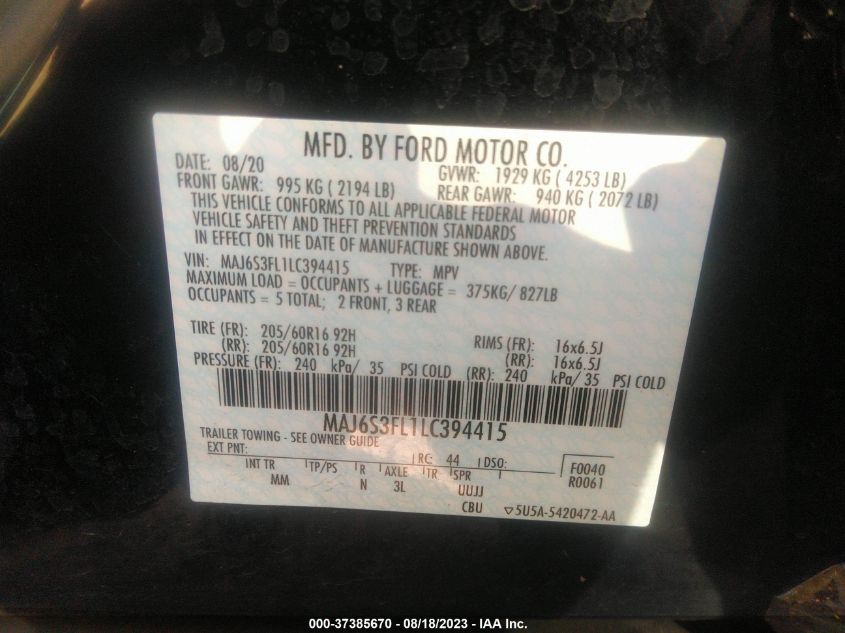 MFD. BY FORD MOTOR CO.
DATE: 08/20 GVWR: 1929 KG ( 4253 LB)
FRONT GAWR: 995 KG ( 2194 LB) REAR GAWR: 940 KG ( 2072 LB)
THIS VEHICLE CONFORMS TO ALL APPLICABLE FEDERAL MOTOR
VEHICLE SAFETY AND THEFT PREVENTION STANDARDS
IN EFFECT ON THE DATE OF MANUFACTURE SHOWN ABOVE.
VIN: MAJ6S3FL1LC394415 TYPE: MPV
MAXIMUM LOAD = OCCUPANTS + LUGGAGE = 375KG/ 827LB
OCCUPANTS = 5 TOTAL; 2 FRONT, 3 REAR
TIRE (FR): 205/60R16 92H RIMS (FR): 16x6.5J
(RR): 205/60R16 92H (RR): 16x6.5J
PRESSURE (FR): 240 kPa/ 35 PSI COLD (RR): 240 kPa/ 35 PSI COLD
MAJ6S3FL1LC394415
TRAILER TOWING - SEE OWNER GUIDE
EXT PNT: RC: 44 DSO: F0040
R0061
INT TR TP/PS R AXLE TR SPR
MM N 3L UUJJ
CBU 5U5A-5420472-AA
000-37385670 - 08/18/2023 - IAA Inc.